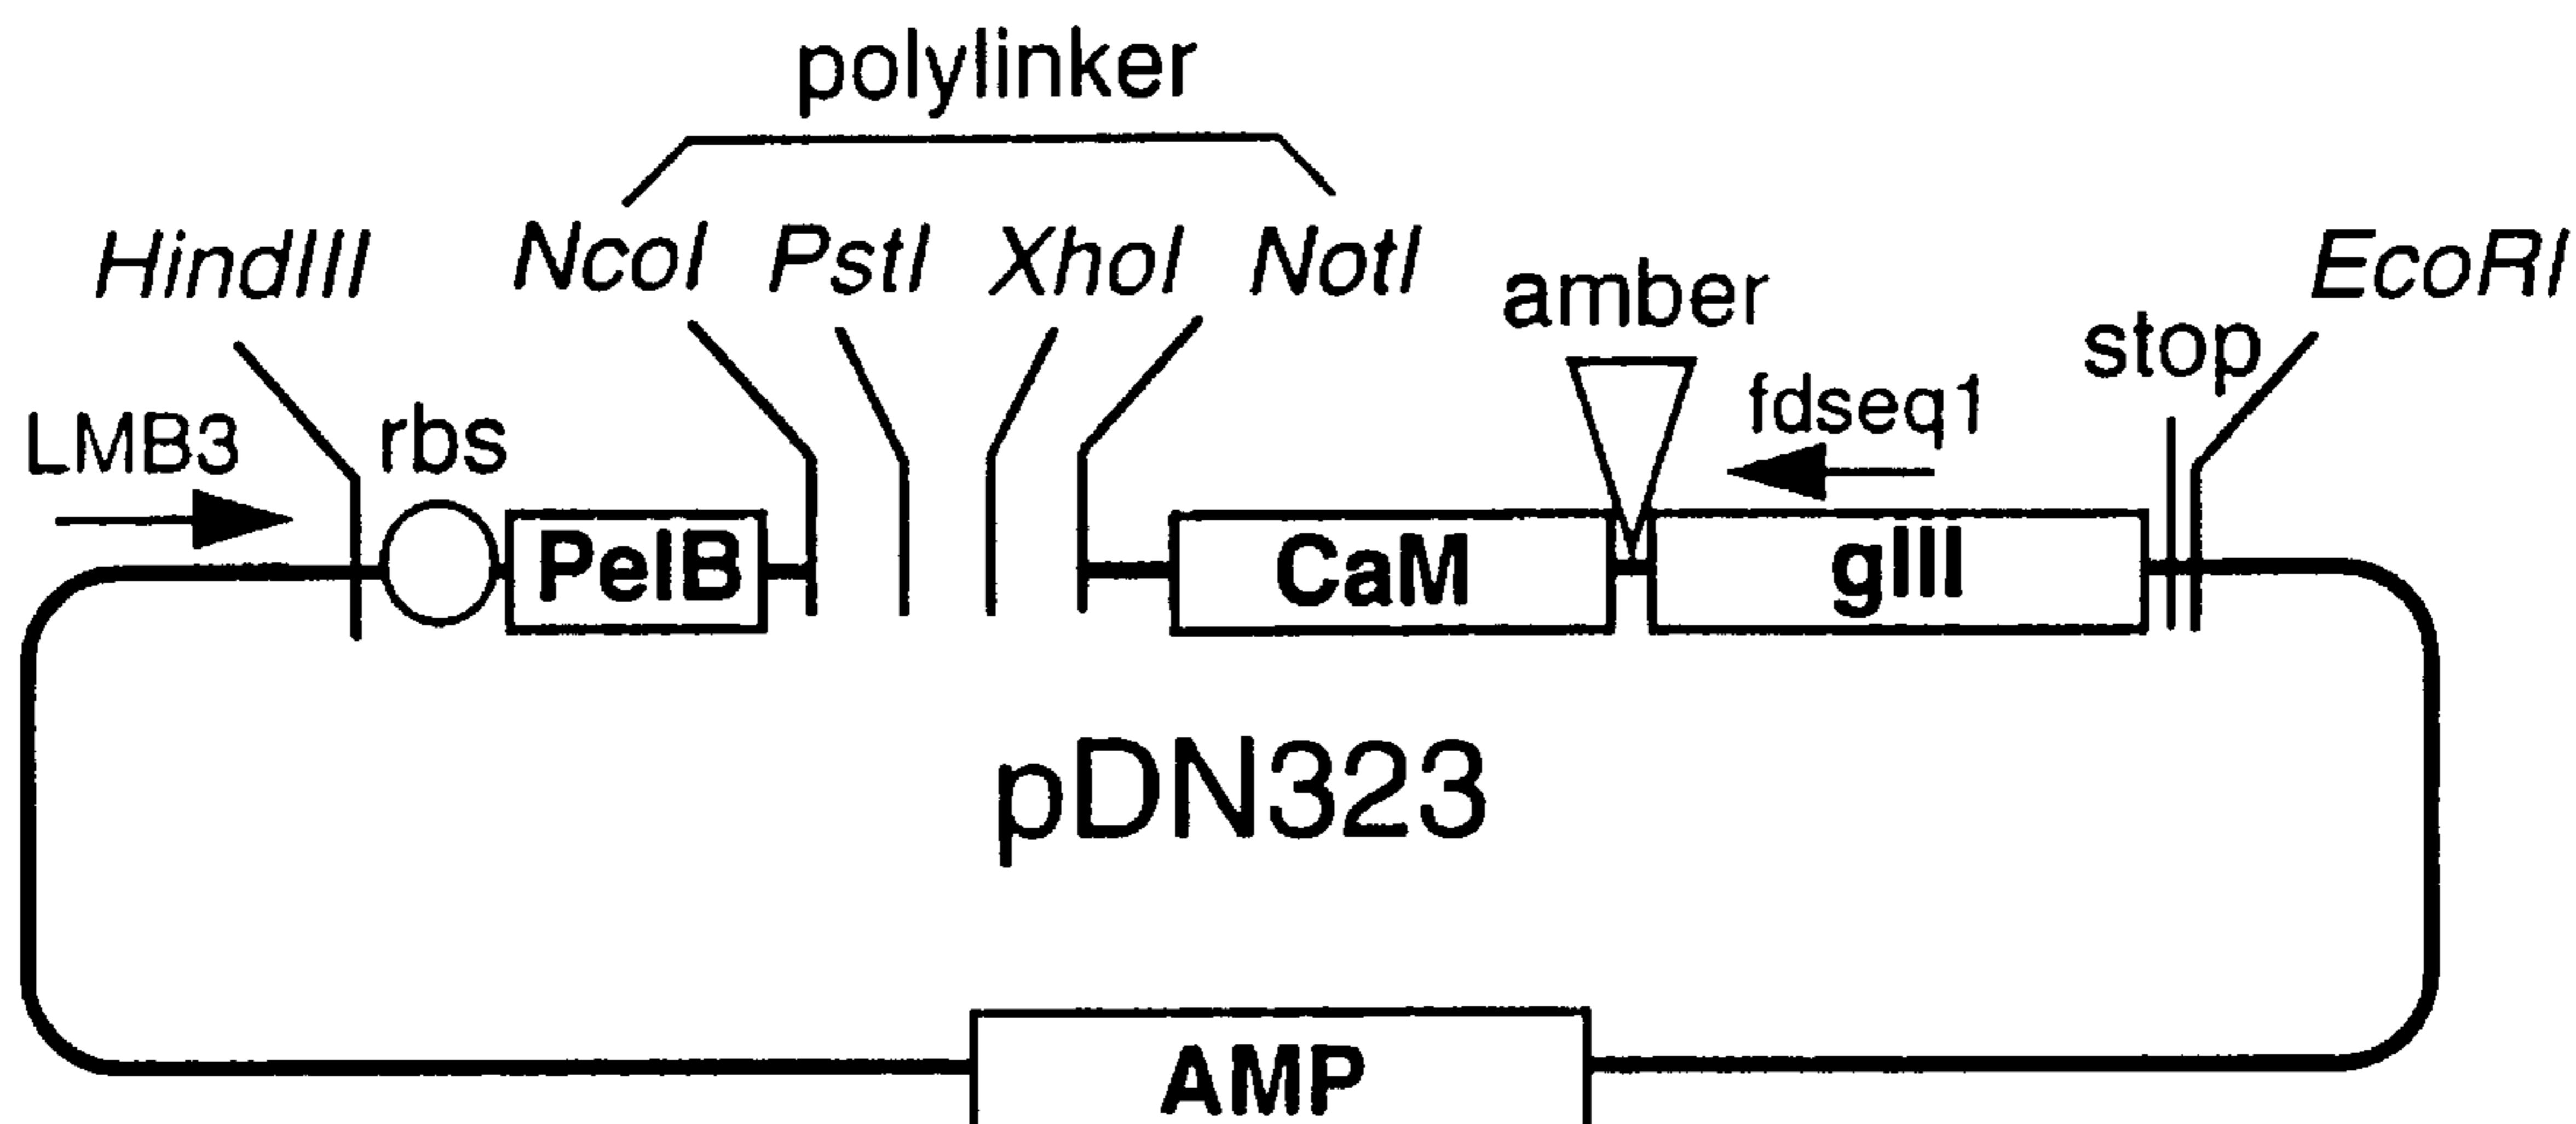 polylinker
HindIII NcoI PstI XhoI NotI amber EcoRI
stop
LMB3 rbs fdseq1
PelB CaM gIII
pDN323
AMP